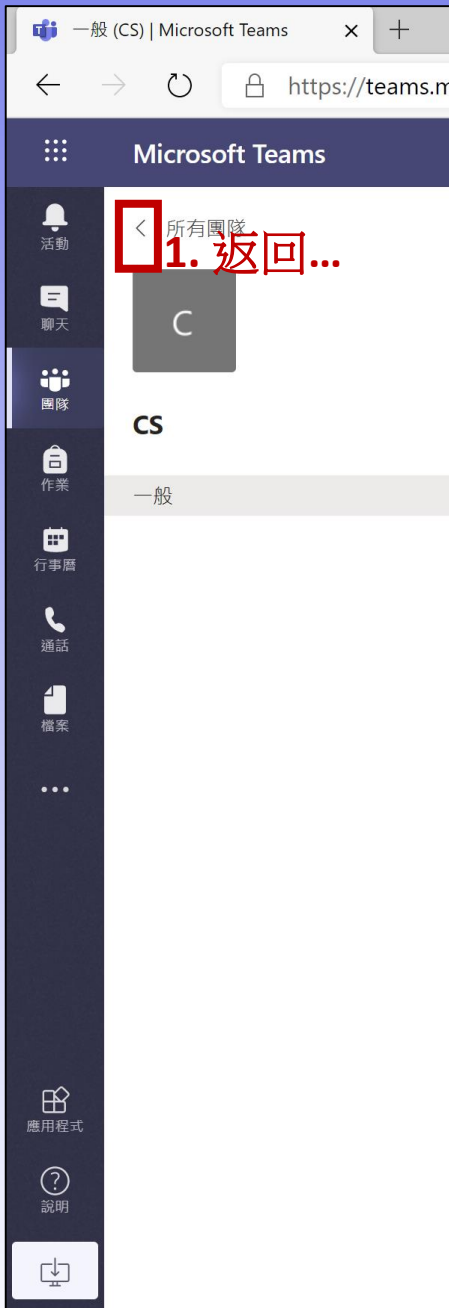 一般 (CS) | Microsoft Teams
https://teams.m
Microsoft Teams
活動
所有團隊
1. 返回...
聊天
C
團隊
CS
作業
一般
行事曆
通話
檔案
應用程式
說明